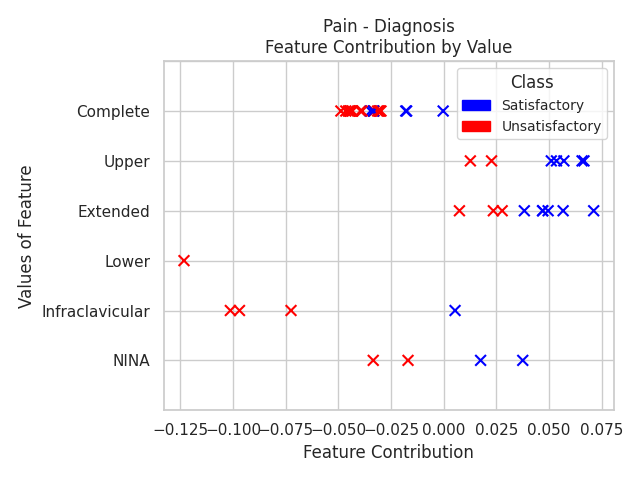 Pain - Diagnosis
Feature Contribution by Value
Class
Satisfactory
Unsatisfactory
Values of Feature
Complete
Upper
Extended
Lower
Infraclavicular
NINA
−0.125 −0.100 −0.075 −0.050 −0.025 0.000 0.025 0.050 0.075
Feature Contribution